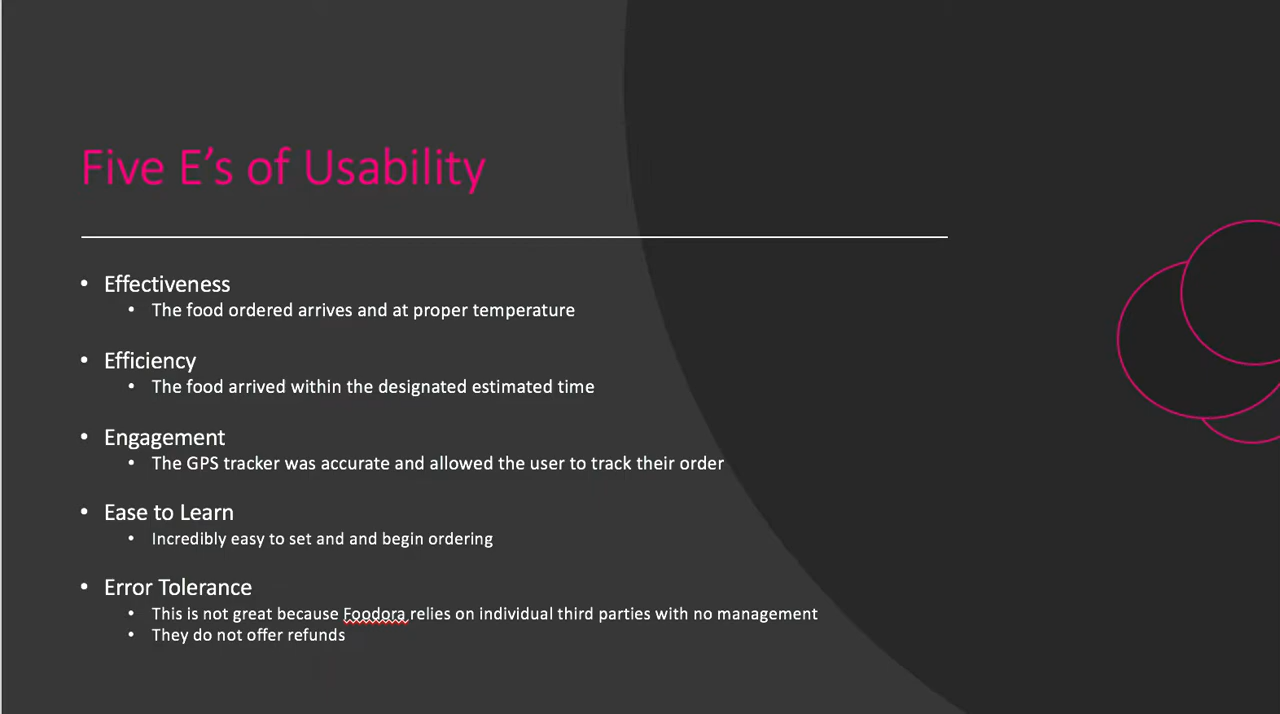 Five E’s of Usability
• Effectiveness
• The food ordered arrives and at proper temperature
• Efficiency
• The food arrived within the designated estimated time
• Engagement
• The GPS tracker was accurate and allowed the user to track their order
• Ease to Learn
• Incredibly easy to set and and begin ordering
• Error Tolerance
• This is not great because Foodora relies on individual third parties with no management
• They do not offer refunds